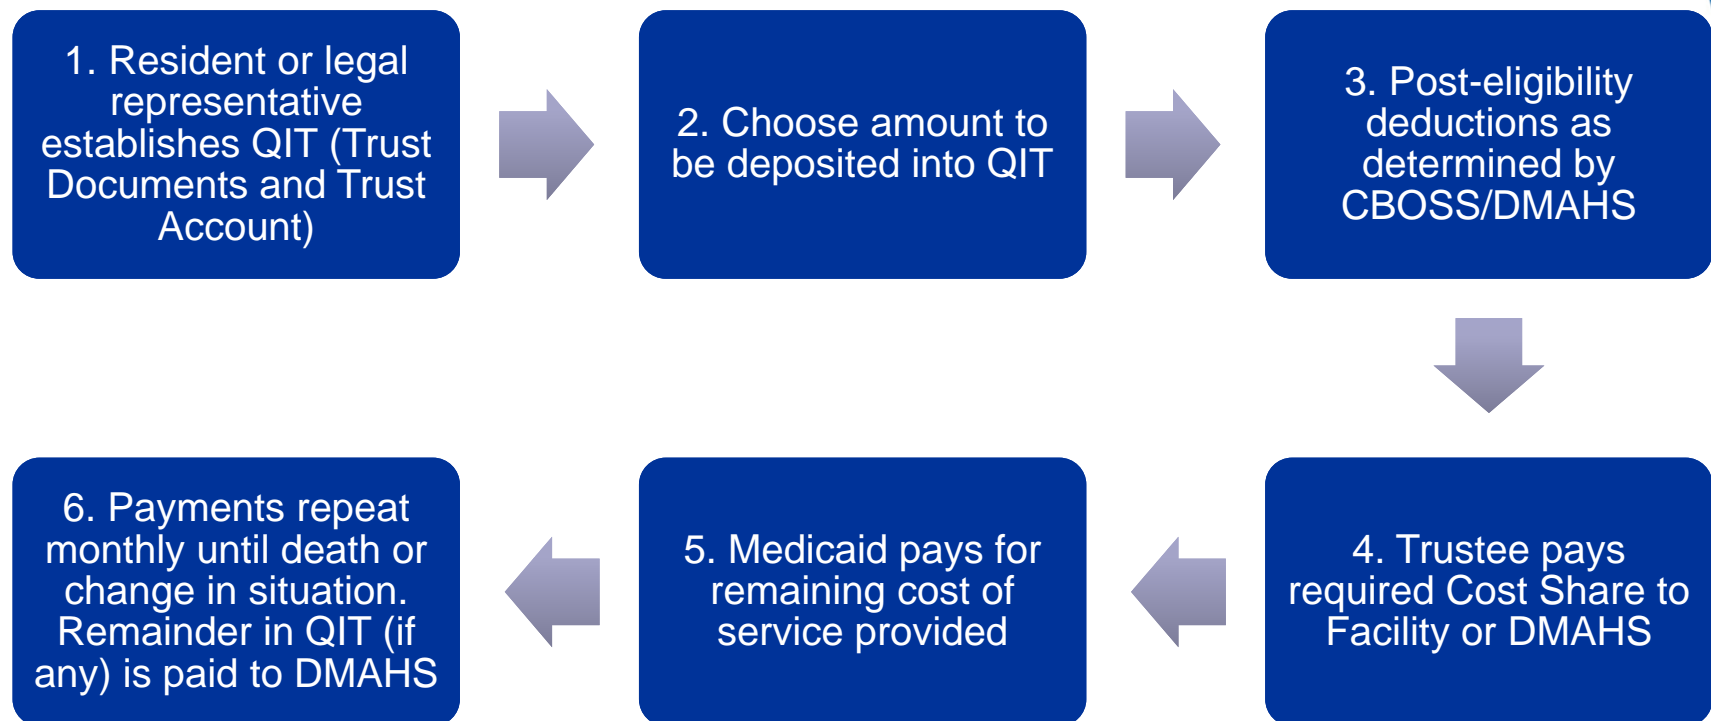 1. Resident or legal
representative
establishes QIT (Trust
Documents and Trust
Account)
2. Choose amount to
be deposited into QIT
3. Post-eligibility
deductions as
determined by
CBOSS/DMAHS
4. Trustee pays
required Cost Share to
Facility or DMAHS
5. Medicaid pays for
remaining cost of
service provided
6. Payments repeat
monthly until death or
change in situation.
Remainder in QIT (if
any) is paid to DMAHS